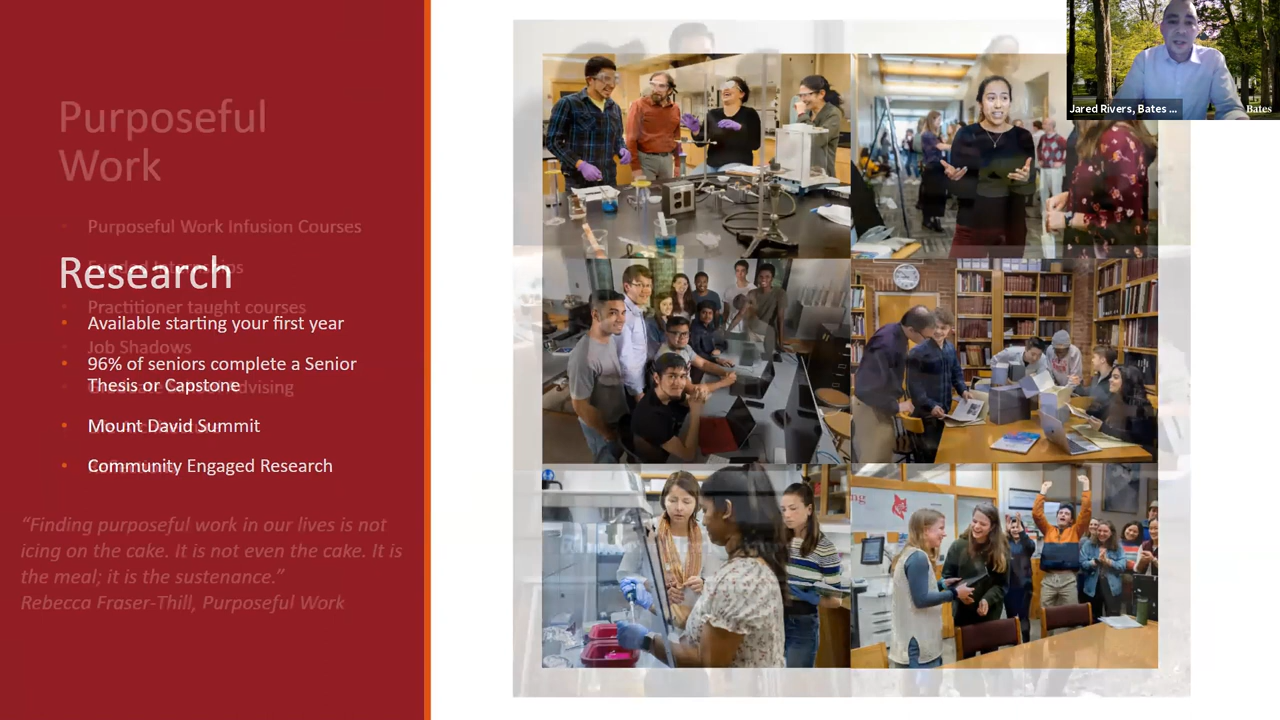 Purposeful
Work
Purposeful Work Infusion Courses
Research
Practitioner taught courses
Available starting your first year
Job Shadows
96% of seniors complete a Senior
Thesis or Capstone
Mount David Summit
Community Engaged Research
“Finding purposeful work in our lives is not
icing on the cake. It is not even the cake. It is
the meal; it is the sustenance.”
Rebecca Fraser-Thill, Purposeful Work
Jared Rivers, Bates ...
Bates